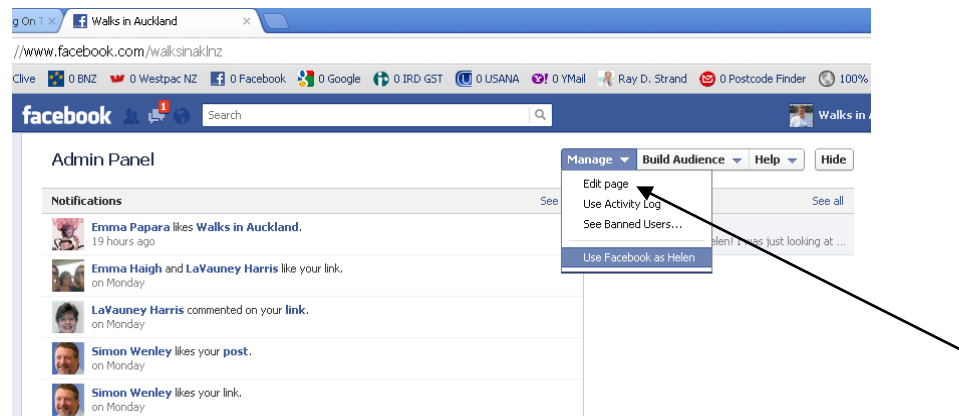 g On T
Walks in Auckland
//www.facebook.com/walksinaklnz
Clive 0 BNZ 0 Westpac NZ 0 Facebook 0 Google 0 IRD GST 0 USANA 0 YMail Ray D. Strand 0 Postcode Finder 100%
facebook 1 Search Walks in
Admin Panel Manage Build Audience Help Hide
Edit page
Notifications See Use Activity Log See all
Emma Papara likes Walks in Auckland.
19 hours ago
See Banned Users...
elen! I was just looking at ...
Use Facebook as Helen
Emma Haigh and LaVauney Harris like your link.
on Monday
LaVauney Harris commented on your link.
on Monday
Simon Wenley likes your post.
on Monday
Simon Wenley likes your link.
on Monday